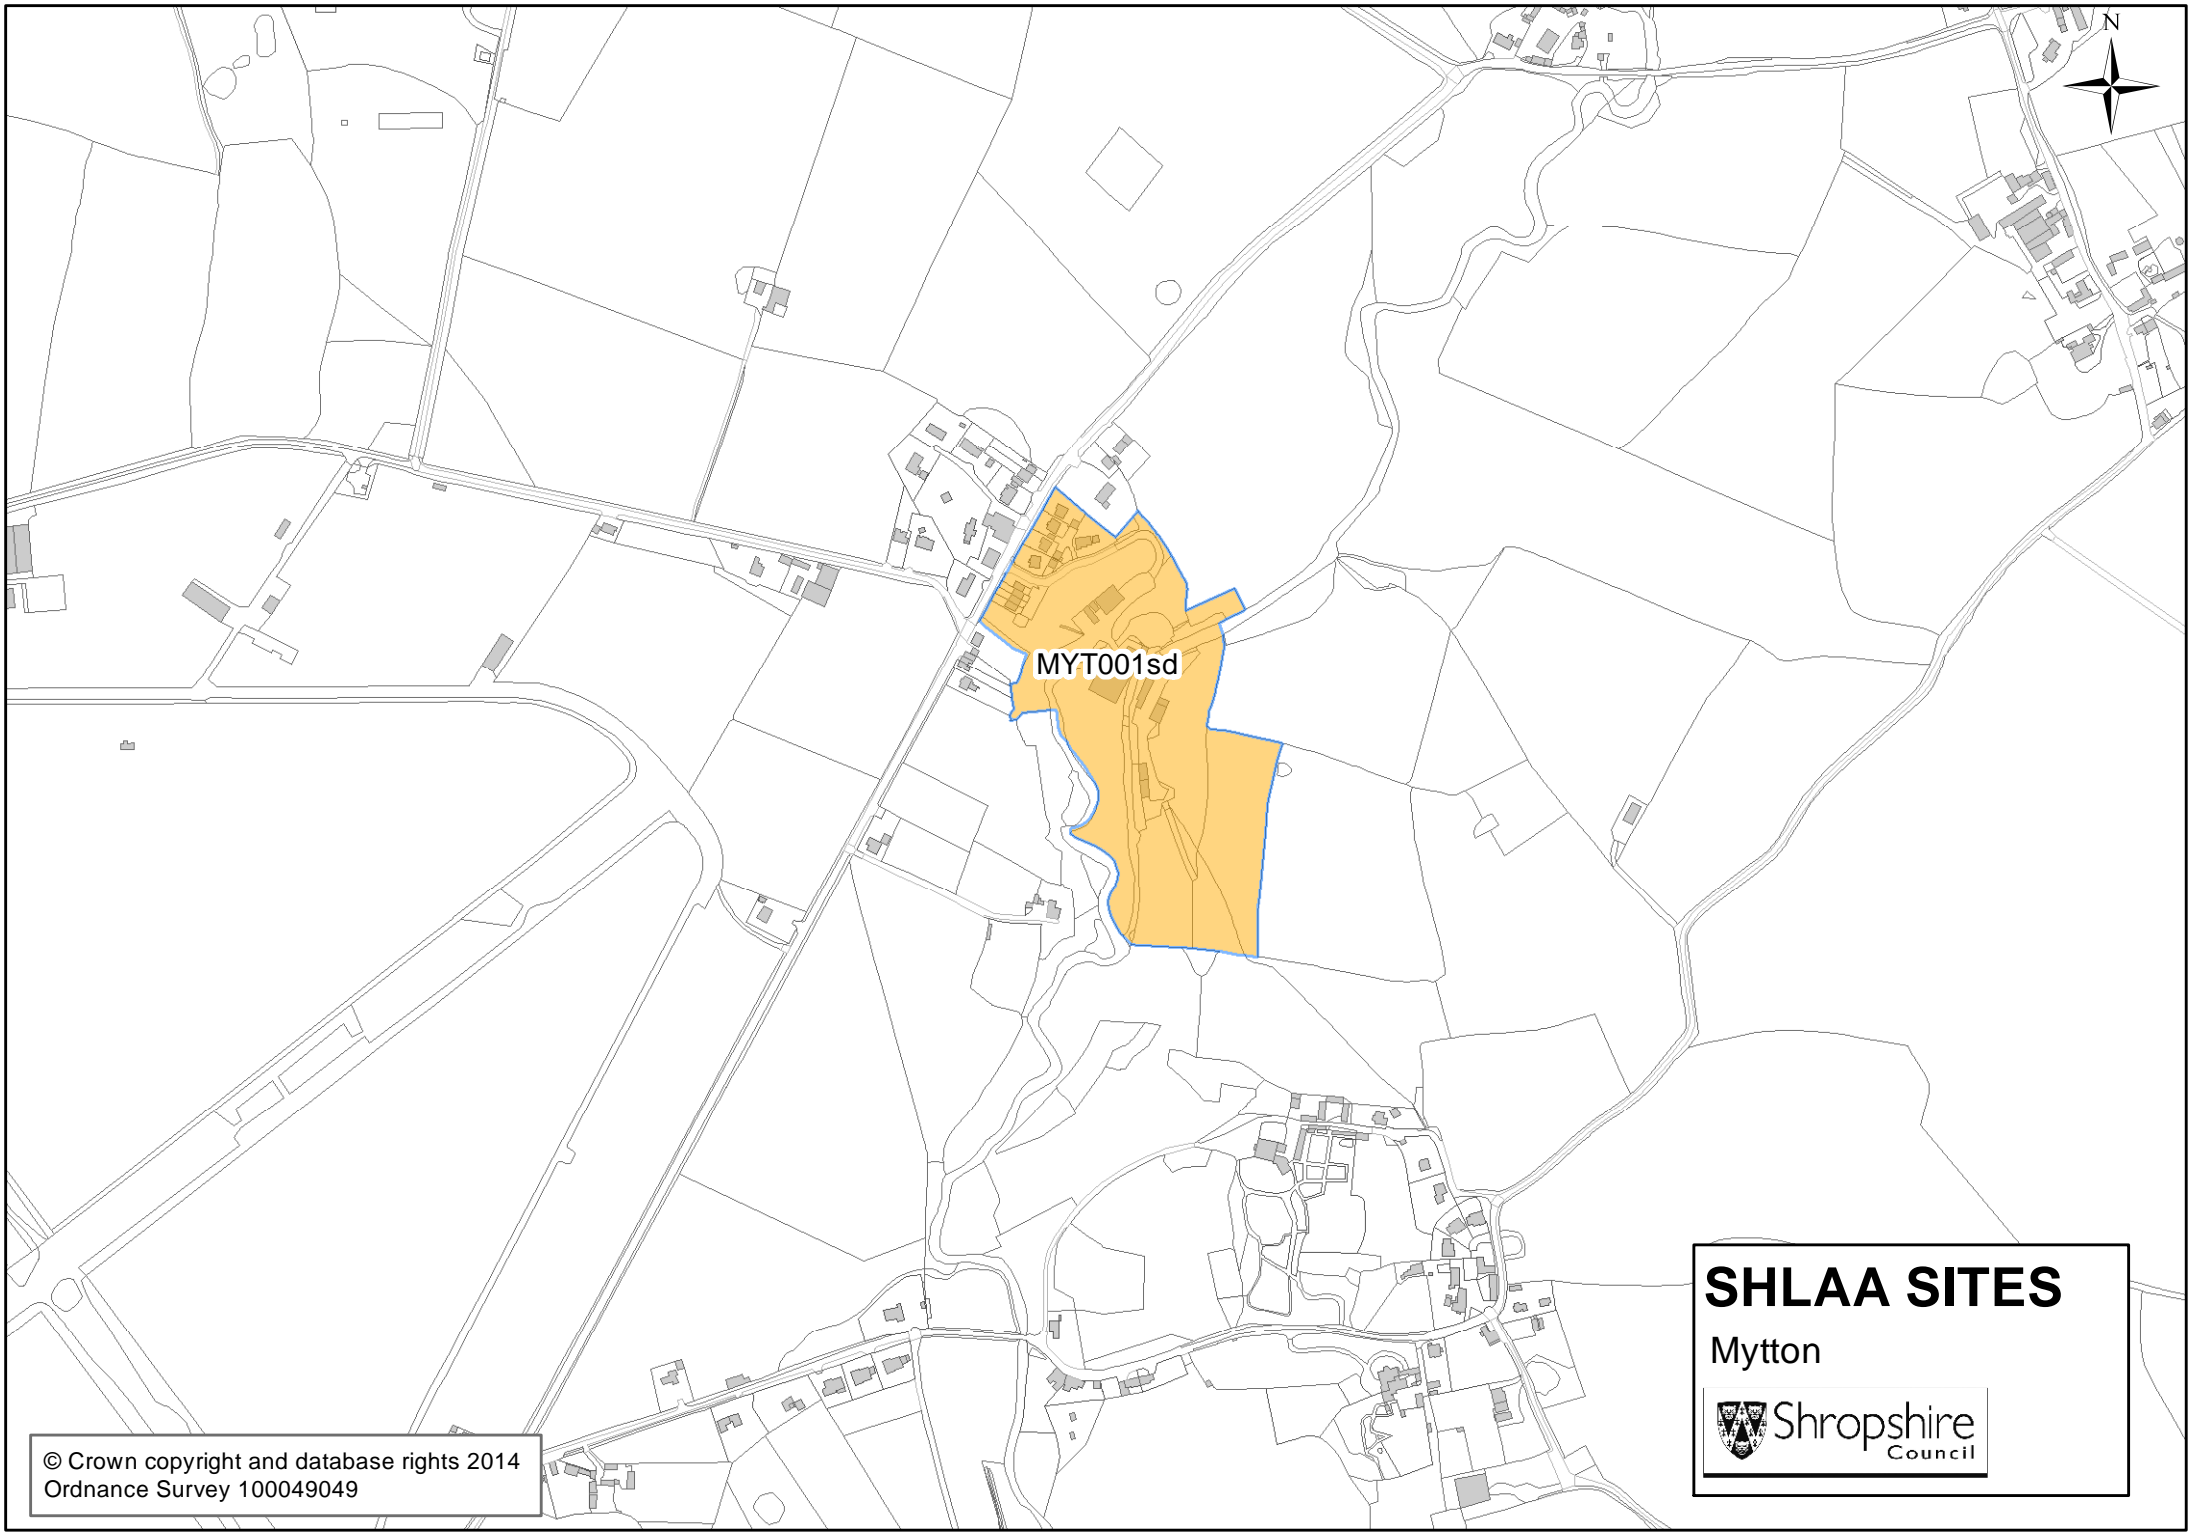 N
MYT001sd
SHLAA SITES
Mytton
Shropshire
Council
© Crown copyright and database rights 2014
Ordnance Survey 100049049